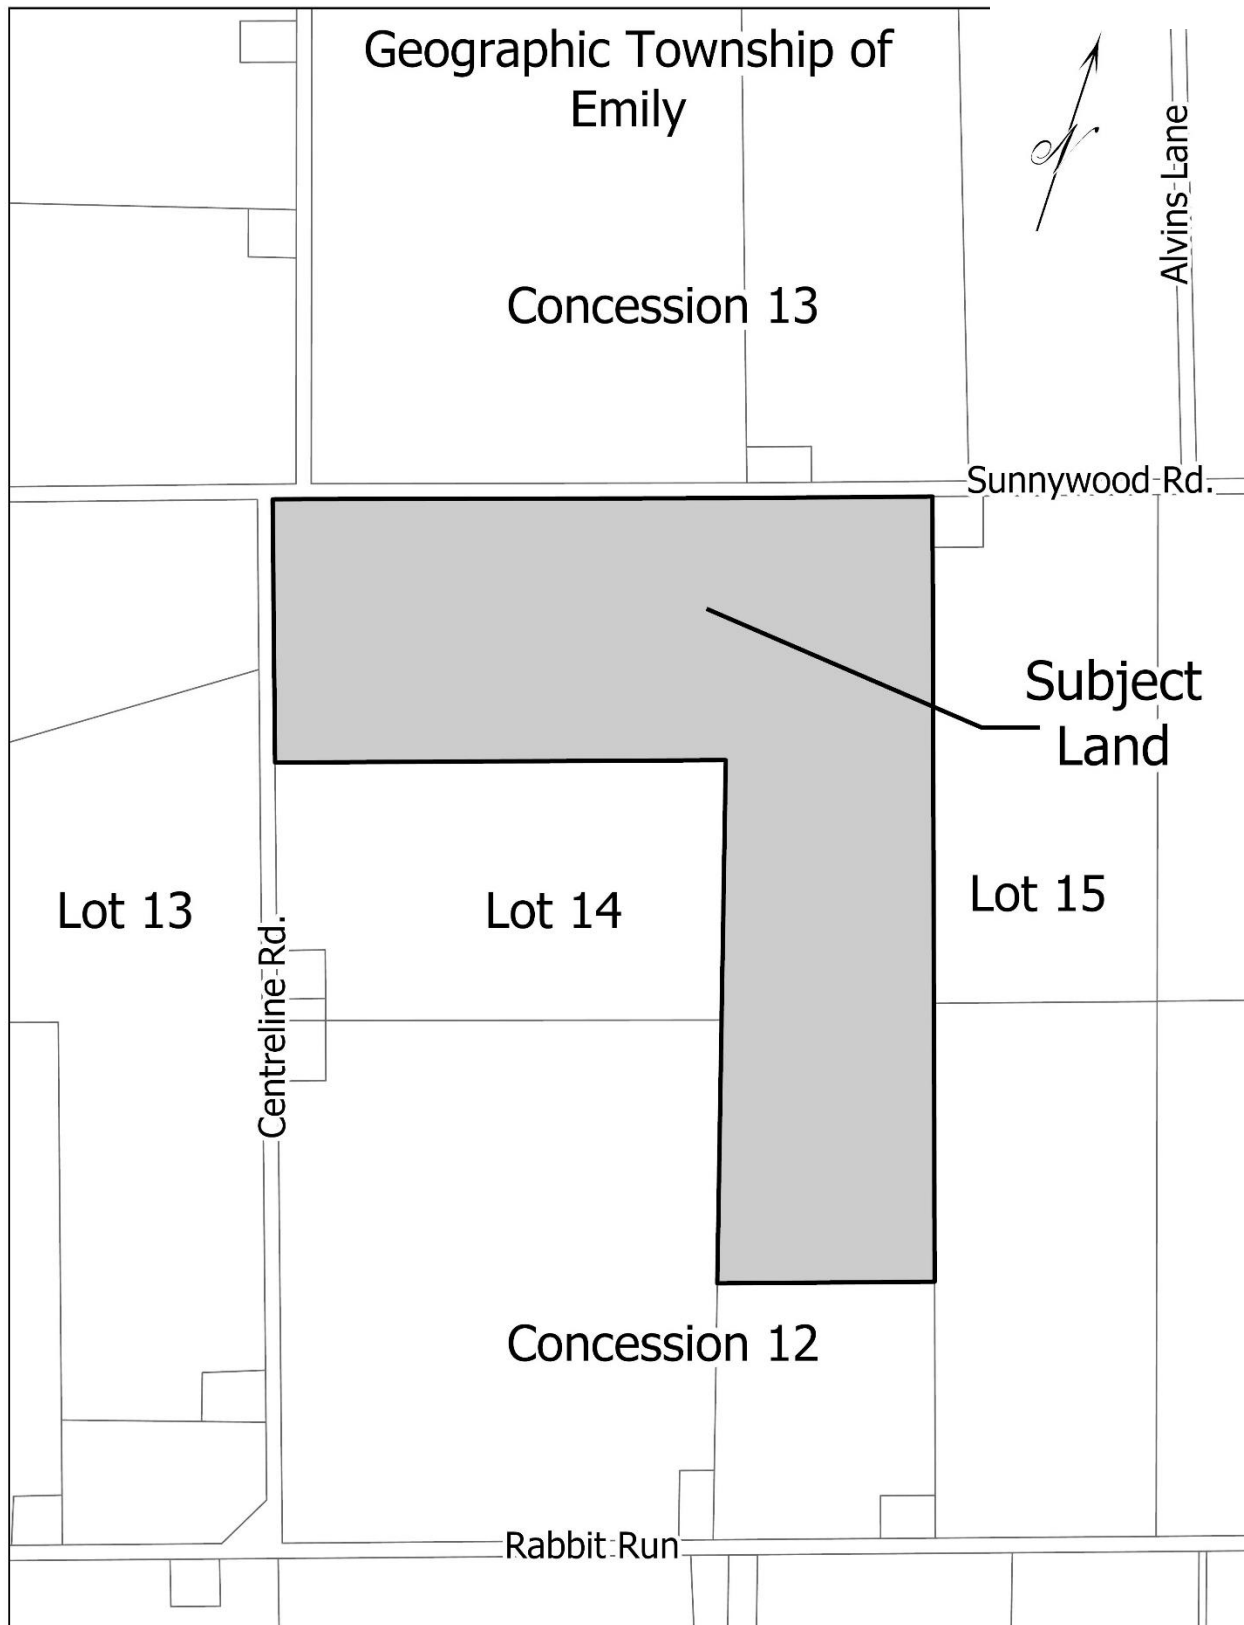 Geographic Township of
Emily
N
Alvins Lane
Concession 13
Sunnywood Rd.
Subject
Land
Lot 13
Lot 14
Lot 15
Centreline Rd.
Concession 12
Rabbit Run